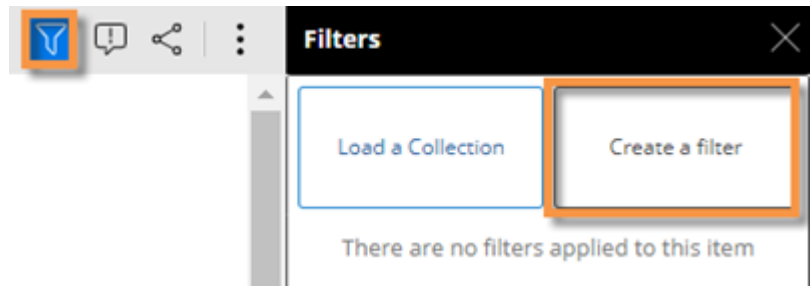 Filters
Load a Collection
Create a filter
There are no filters applied to this item